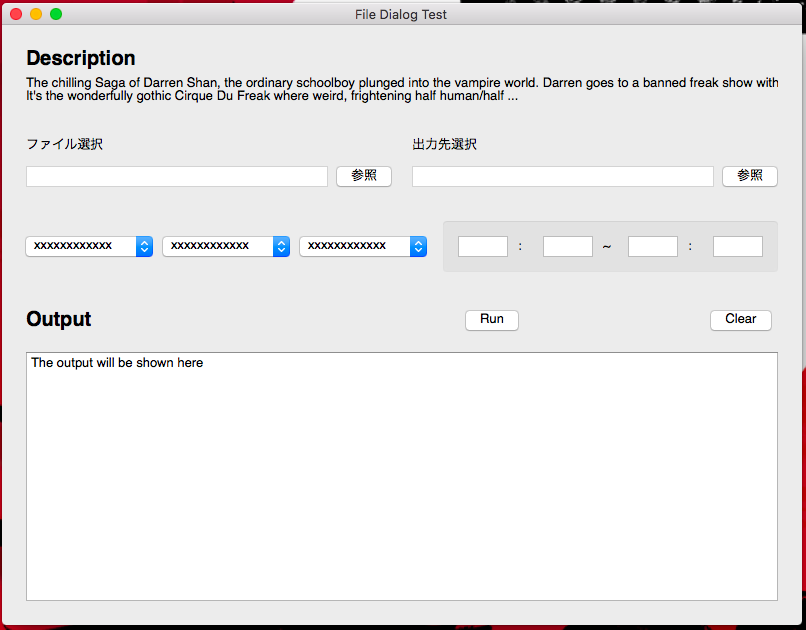 File Dialog Test
Description
The chilling Saga of Darren Shan, the ordinary schoolboy plunged into the vampire world. Darren goes to a banned freak show with
It's the wonderfully gothic Cirque Du Freak where weird, frightening half human/half ...
ファイル選択 出力先選択
参照 参照
xxxxxxxxxxxx xxxxxxxxxxxx xxxxxxxxxxxx : ~ :
Output Run Clear
The output will be shown here